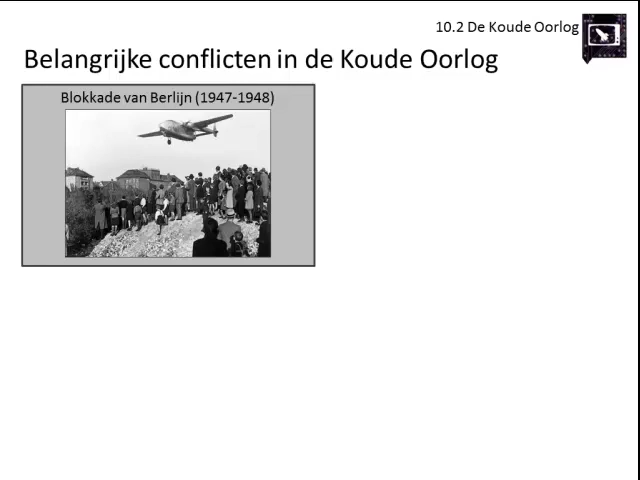 10.2 De Koude Oorlog
Belangrijke conflicten in de Koude Oorlog
Blokkade van Berlijn (1947-1948)